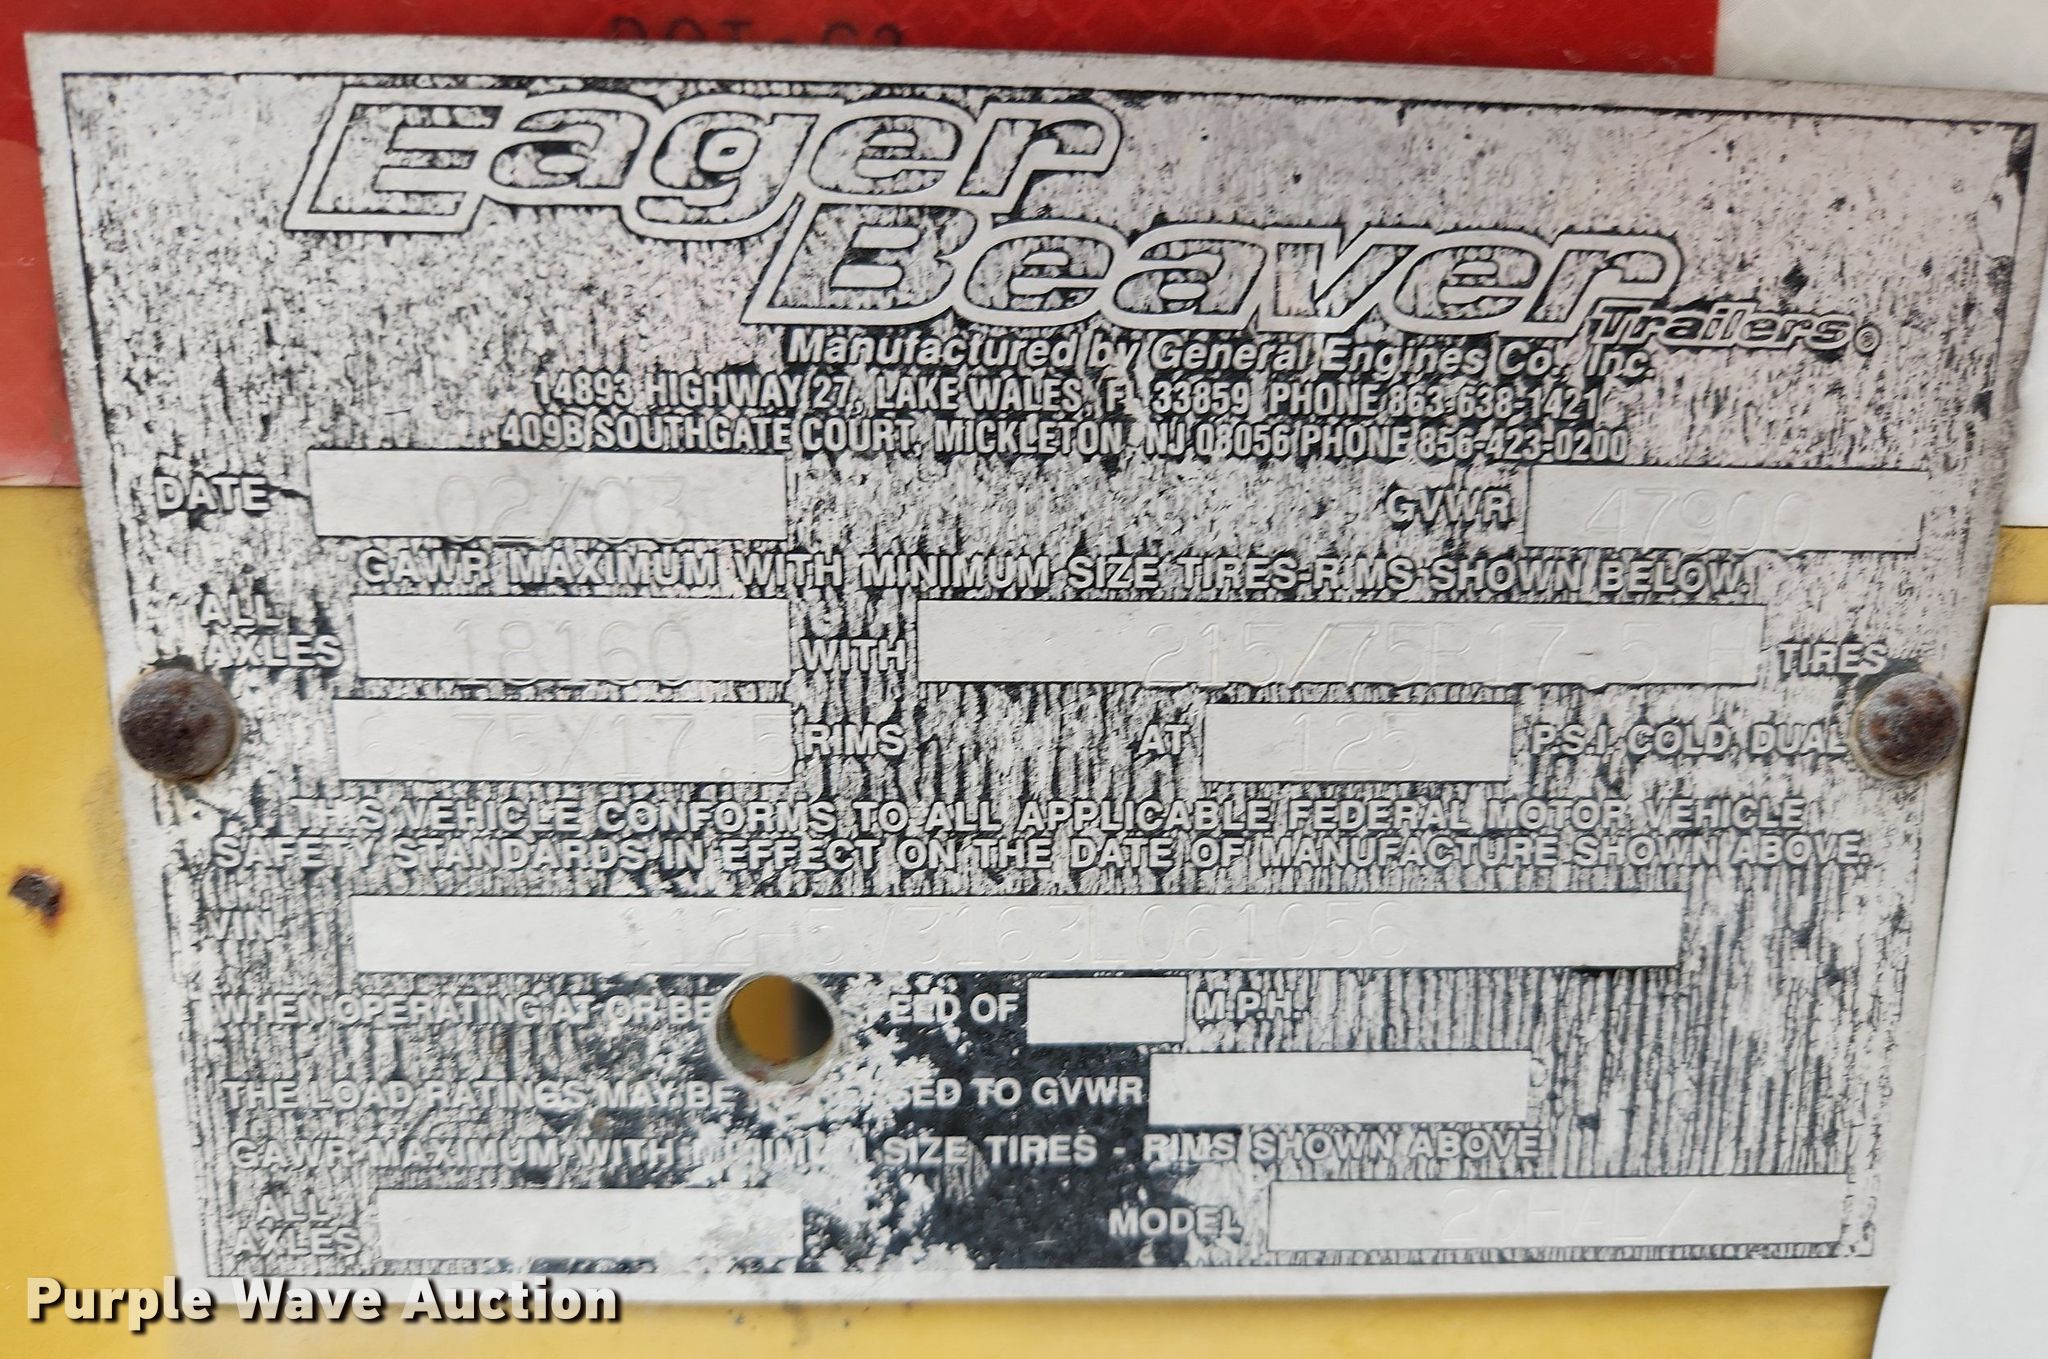 Eager
Beaver
Trailers®
Manufactured by General Engines Co., Inc.
14893 HIGHWAY 27, LAKE WALES, FL 33859 PHONE 863-638-1421
409B SOUTHGATE COURT, MICKLETON, NJ 08056 PHONE 856-423-0200
DATE 02/03 GVWR 47900
GAWR MAXIMUM WITH MINIMUM SIZE TIRES-RIMS SHOWN BELOW.
ALL AXLES 18160 WITH 215/75R17.5 H TIRES
6.75/17.5 RIMS AT 125 P.S.I. COLD, DUAL
THIS VEHICLE CONFORMS TO ALL APPLICABLE FEDERAL MOTOR VEHICLE
SAFETY STANDARDS IN EFFECT ON THE DATE OF MANUFACTURE SHOWN ABOVE.
VIN
WHEN OPERATING AT OR BE SPEED OF M.P.H.
THE LOAD RATINGS MAY BE SED TO GVWR
GAWR MAXIMUM WITH MINIMUM SIZE TIRES - RIMS SHOWN ABOVE
ALL AXLES MODEL
Purple Wave Auction